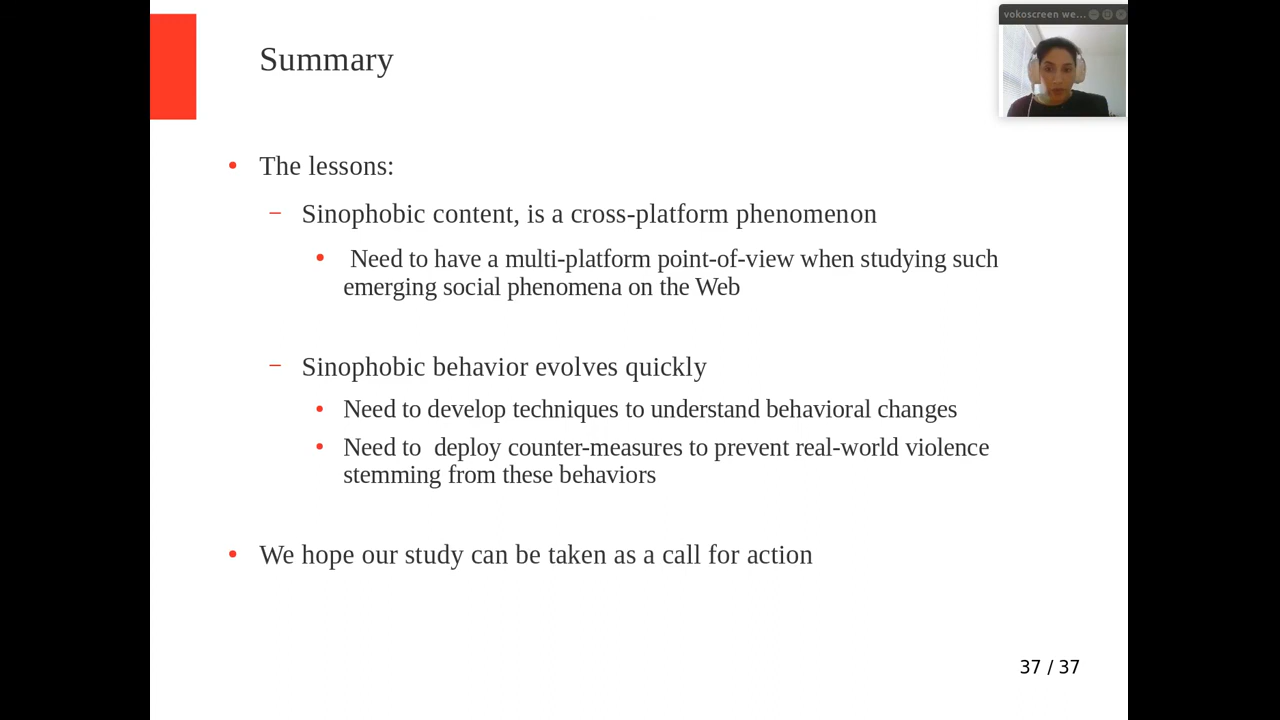 vokoscreen we...
Summary
• The lessons:
– Sinophobic content, is a cross-platform phenomenon
• Need to have a multi-platform point-of-view when studying such
emerging social phenomena on the Web
– Sinophobic behavior evolves quickly
• Need to develop techniques to understand behavioral changes
• Need to  deploy counter-measures to prevent real-world violence
stemming from these behaviors
• We hope our study can be taken as a call for action
37 / 37